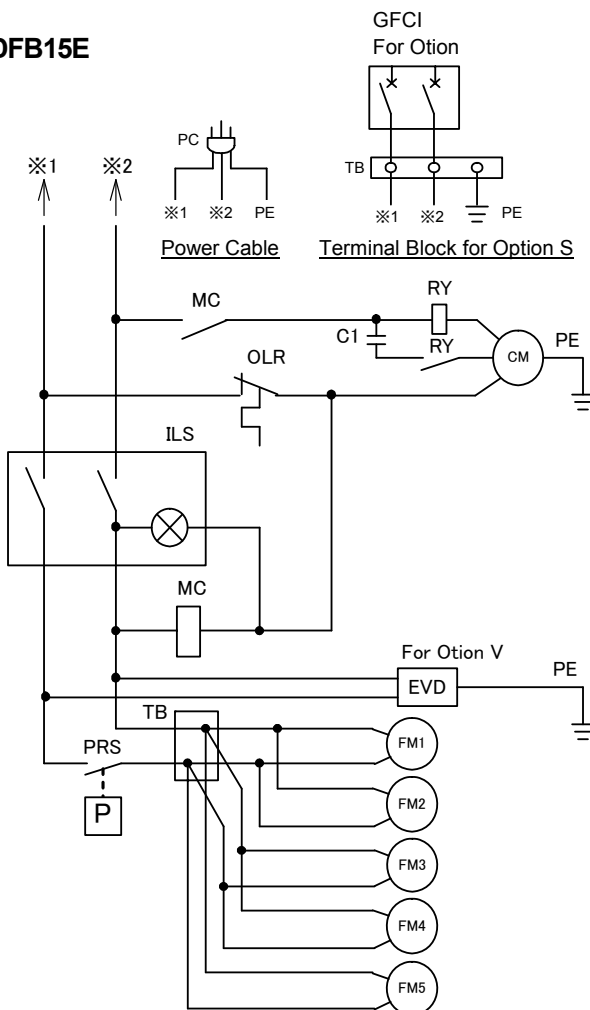 DFB15E
GFCI
For Otion
PC
※1 ※2 PE
Power Cable
TB
※1 ※2 PE
Terminal Block for Option S
※1 ※2
MC
RY
C1
RY
CM
PE
OLR
ILS
MC
For Otion V
EVD
PE
TB
PRS
P
FM1
FM2
FM3
FM4
FM5